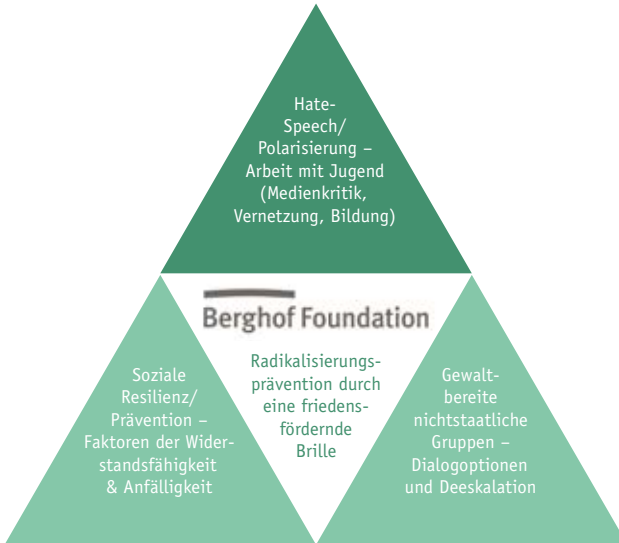 Hate-
Speech/
Polarisierung –
Arbeit mit Jugend
(Medienkritik,
Vernetzung, Bildung)
Berghof Foundation
Radikalisierungs-
prävention durch
eine friedens-
fördernde
Brille
Soziale
Resilienz/
Prävention –
Faktoren der Wider-
standsfähigkeit
& Anfälligkeit
Gewalt-
bereite
nichtstaatliche
Gruppen –
Dialogoptionen
und Deeskalation